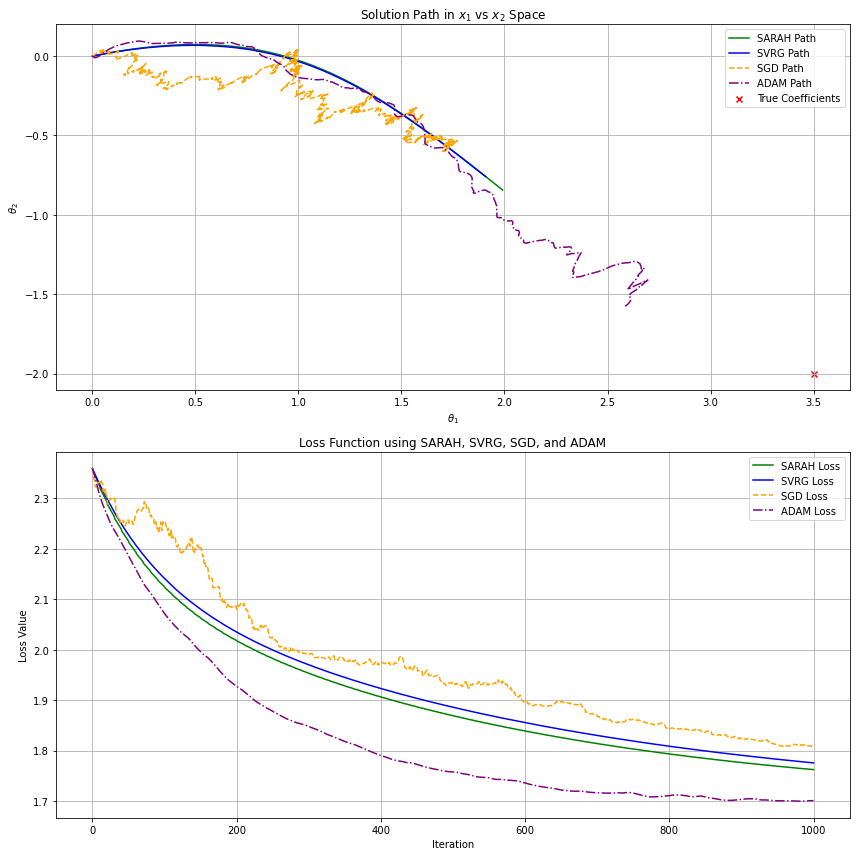 Solution Path in x₁ vs x₂ Space
SARAH Path
SVRG Path
SGD Path
ADAM Path
True Coefficients
0.0
−0.5
−1.0
−1.5
−2.0
θ₂
0.0 0.5 1.0 1.5 2.0 2.5 3.0 3.5
θ₁
Loss Function using SARAH, SVRG, SGD, and ADAM
SARAH Loss
SVRG Loss
SGD Loss
ADAM Loss
2.3
2.2
2.1
2.0
1.9
1.8
1.7
Loss Value
0 200 400 600 800 1000
Iteration